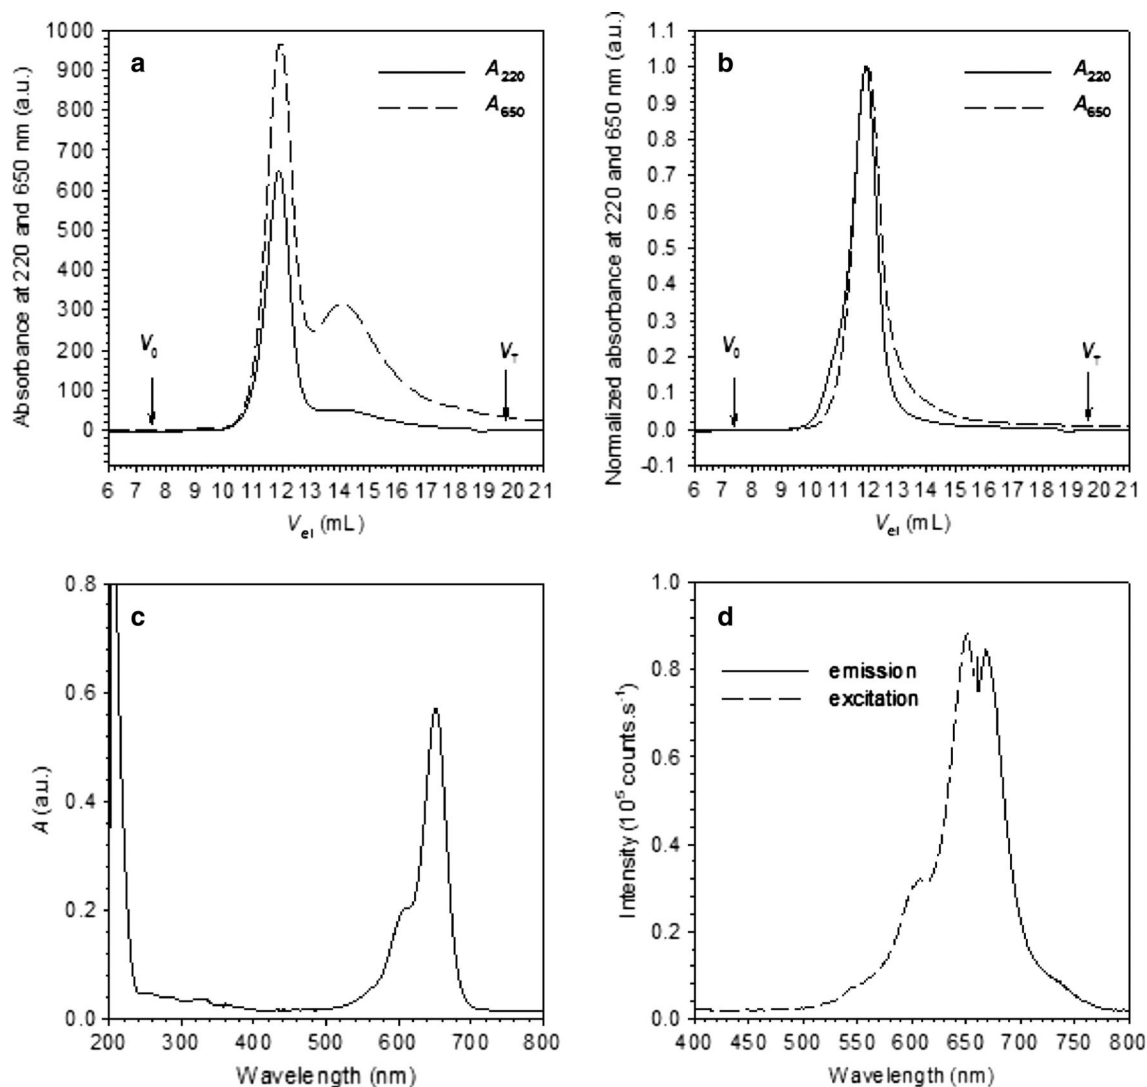 a
A220
A650
Absorbance at 220 and 650 nm (a.u.)
1000
900
800
700
600
500
400
300
200
100
0
V0
VT
6 7 8 9 10 11 12 13 14 15 16 17 18 19 20 21
Vel (mL)
b
A220
A650
Normalized absorbance at 220 and 650 nm (a.u.)
1.1
1.0
0.9
0.8
0.7
0.6
0.5
0.4
0.3
0.2
0.1
0.0
-0.1
V0
VT
6 7 8 9 10 11 12 13 14 15 16 17 18 19 20 21
Vel (mL)
c
A (a.u.)
0.8
0.6
0.4
0.2
0.0
200 300 400 500 600 700 800
Wavelength (nm)
d
emission
excitation
Intensity (10⁵ counts.s⁻¹)
1.0
0.8
0.6
0.4
0.2
0.0
400 450 500 550 600 650 700 750 800
Wavelength (nm)